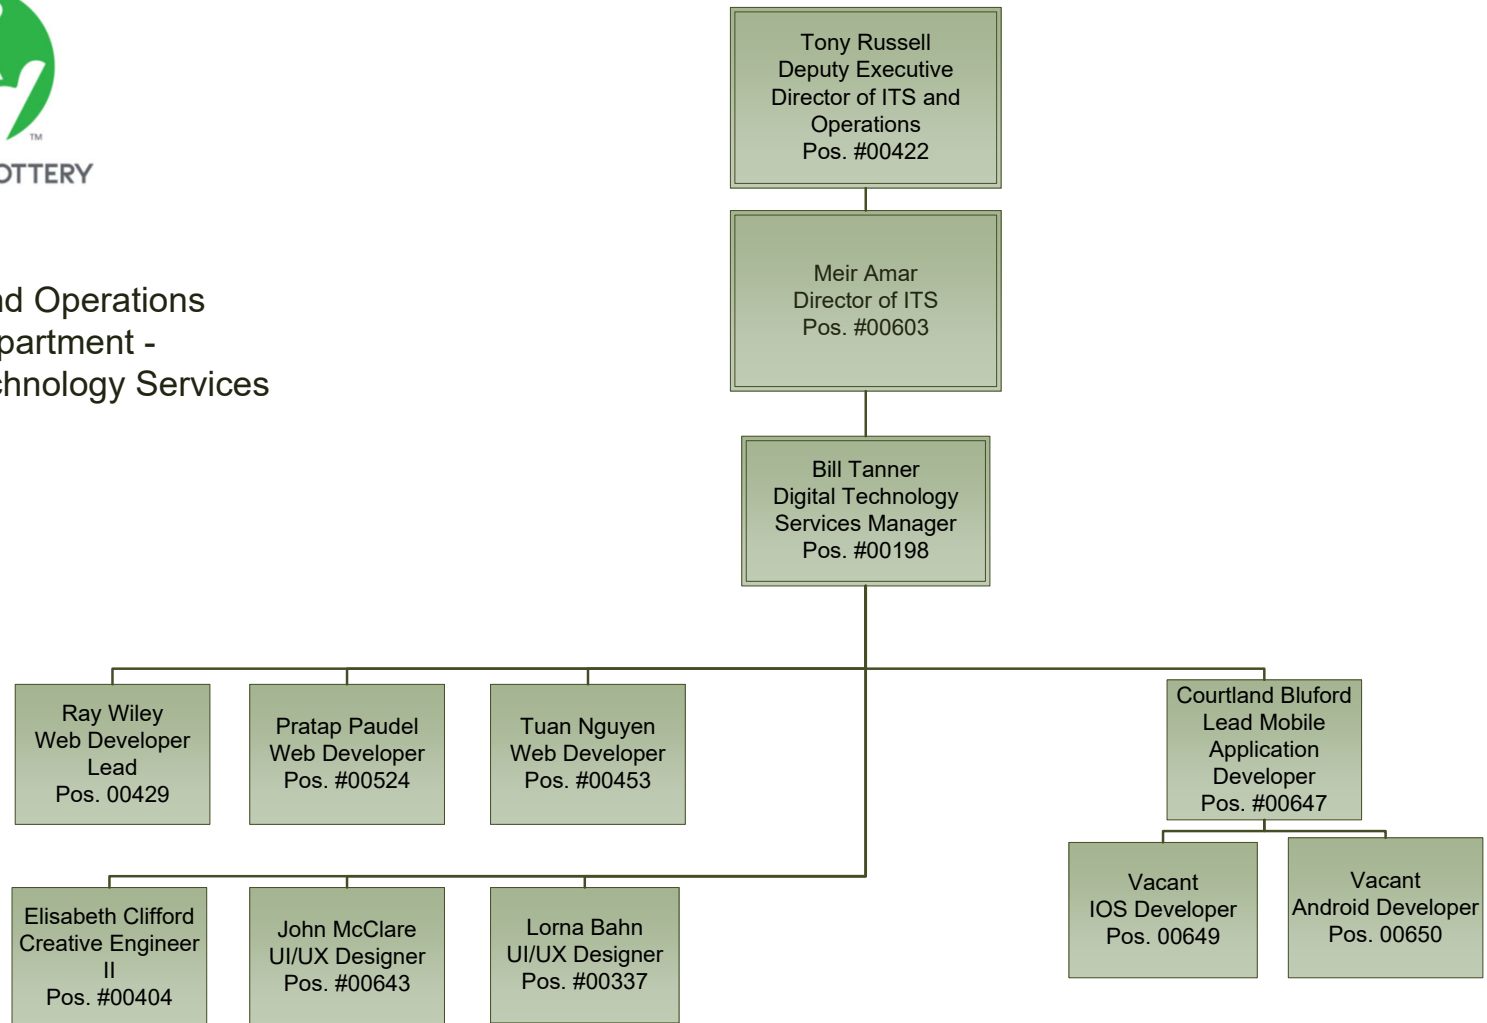 TM
OTTERY
Tony Russell
Deputy Executive
Director of ITS and
Operations
Pos. #00422
Meir Amar
Director of ITS
Pos. #00603
nd Operations
partment -
chnology Services
Bill Tanner
Digital Technology
Services Manager
Pos. #00198
Ray Wiley
Web Developer
Lead
Pos. 00429
Pratap Paudel
Web Developer
Pos. #00524
Tuan Nguyen
Web Developer
Pos. #00453
Courtland Bluford
Lead Mobile
Application
Developer
Pos. #00647
Elisabeth Clifford
Creative Engineer
II
Pos. #00404
John McClare
UI/UX Designer
Pos. #00643
Lorna Bahn
UI/UX Designer
Pos. #00337
Vacant
IOS Developer
Pos. 00649
Vacant
Android Developer
Pos. 00650